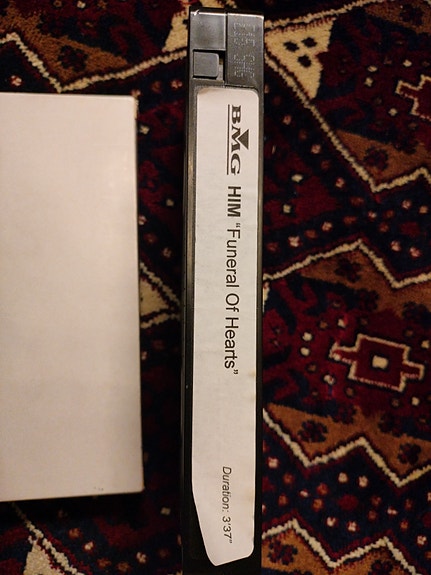 BMG
HIM "Funeral Of Hearts"
Duration: 3'37"